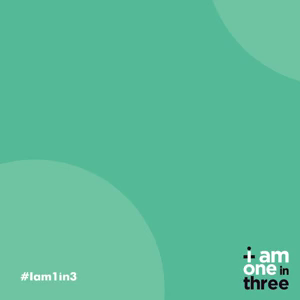 #Iam1in3
i am
one in
three